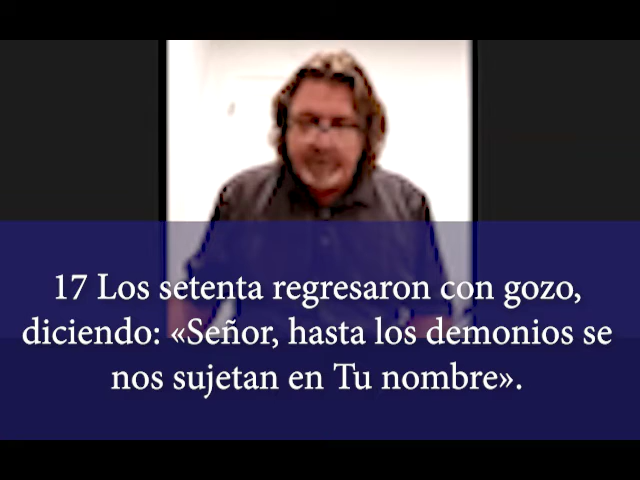 17 Los setenta regresaron con gozo,
diciendo: «Señor, hasta los demonios se
nos sujetan en Tu nombre».